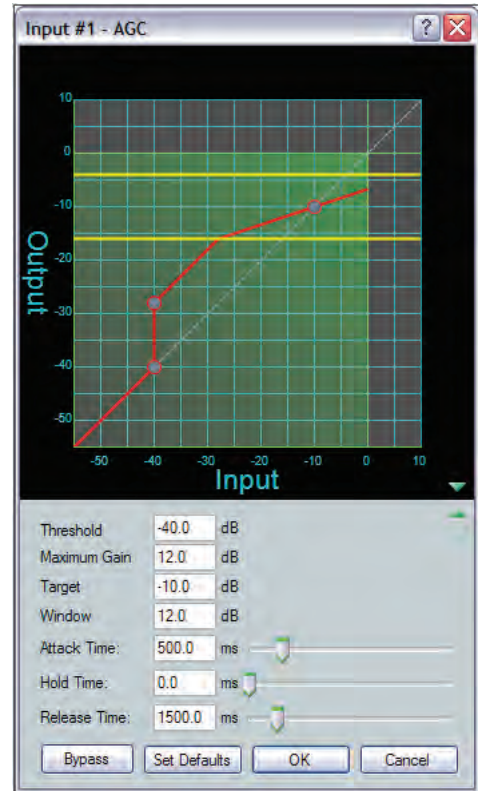 Input #1 - AGC
?
X
10
0
-10
-20
-30
-40
-50
Output
-50 -40 -30 -20 -10 0 10
Input
Threshold -40.0 dB
Maximum Gain 12.0 dB
Target -10.0 dB
Window 12.0 dB
Attack Time: 500.0 ms
Hold Time: 0.0 ms
Release Time: 1500.0 ms
Bypass Set Defaults OK Cancel